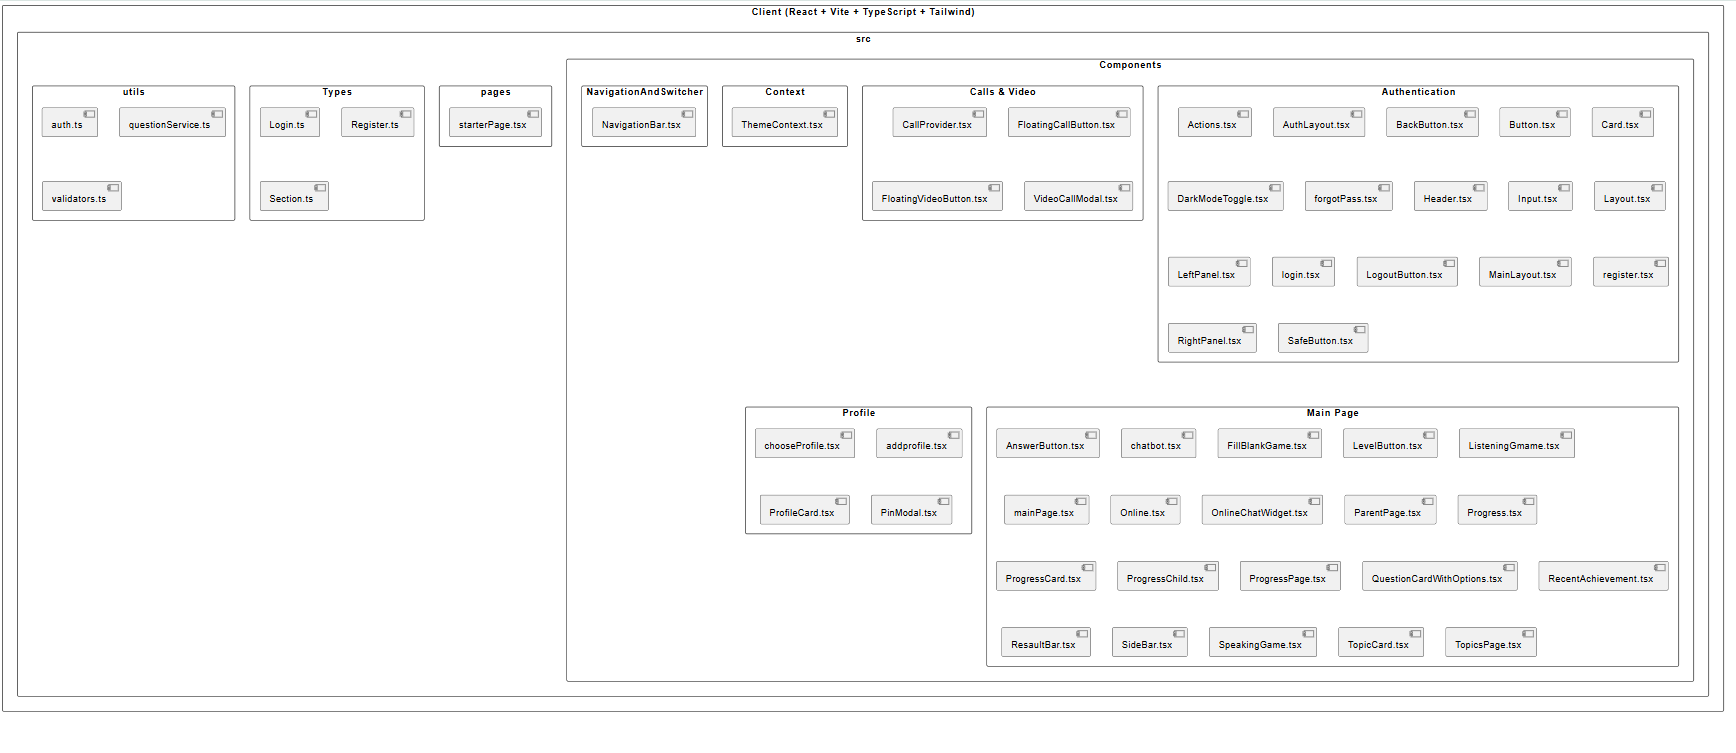 Client (React + Vite + TypeScript + Tailwind)
src
utils
auth.ts
questionService.ts
validators.ts
Types
Login.ts
Register.ts
Section.ts
pages
starterPage.tsx
Components
NavigationAndSwitcher
NavigationBar.tsx
Context
ThemeContext.tsx
Calls & Video
CallProvider.tsx
FloatingCallButton.tsx
FloatingVideoButton.tsx
VideoCallModal.tsx
Authentication
Actions.tsx
AuthLayout.tsx
BackButton.tsx
Button.tsx
Card.tsx
DarkModeToggle.tsx
forgotPass.tsx
Header.tsx
Input.tsx
Layout.tsx
LeftPanel.tsx
login.tsx
LogoutButton.tsx
MainLayout.tsx
register.tsx
RightPanel.tsx
SafeButton.tsx
Profile
chooseProfile.tsx
addprofile.tsx
ProfileCard.tsx
PinModal.tsx
Main Page
AnswerButton.tsx
chatbot.tsx
FillBlankGame.tsx
LevelButton.tsx
ListeningGmame.tsx
mainPage.tsx
Online.tsx
OnlineChatWidget.tsx
ParentPage.tsx
Progress.tsx
ProgressCard.tsx
ProgressChild.tsx
ProgressPage.tsx
QuestionCardWithOptions.tsx
RecentAchievement.tsx
ResaultBar.tsx
SideBar.tsx
SpeakingGame.tsx
TopicCard.tsx
TopicsPage.tsx